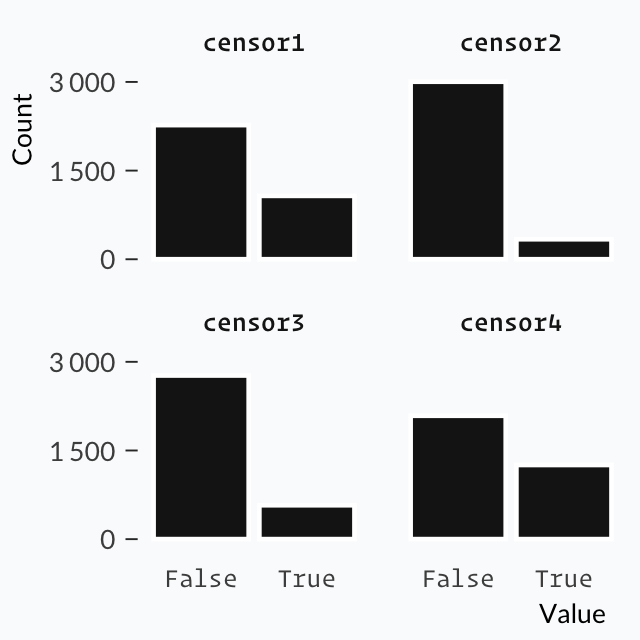 censor1
censor2
Count
3 000
1 500
0
censor3
censor4
3 000
1 500
0
False
True
False
True
Value